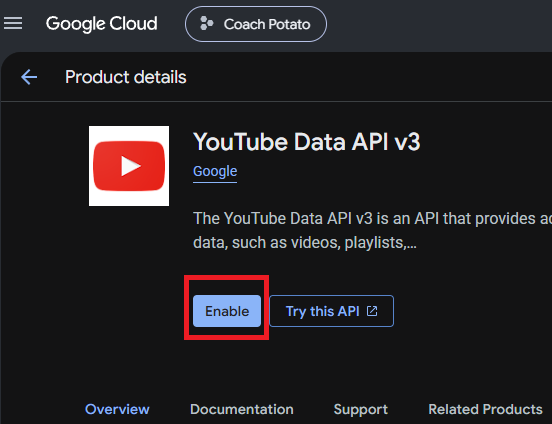 Google Cloud
Coach Potato
Product details
YouTube Data API v3
Google
The YouTube Data API v3 is an API that provides
data, such as videos, playlists,...
Enable
Try this API
Overview Documentation Support Related Products